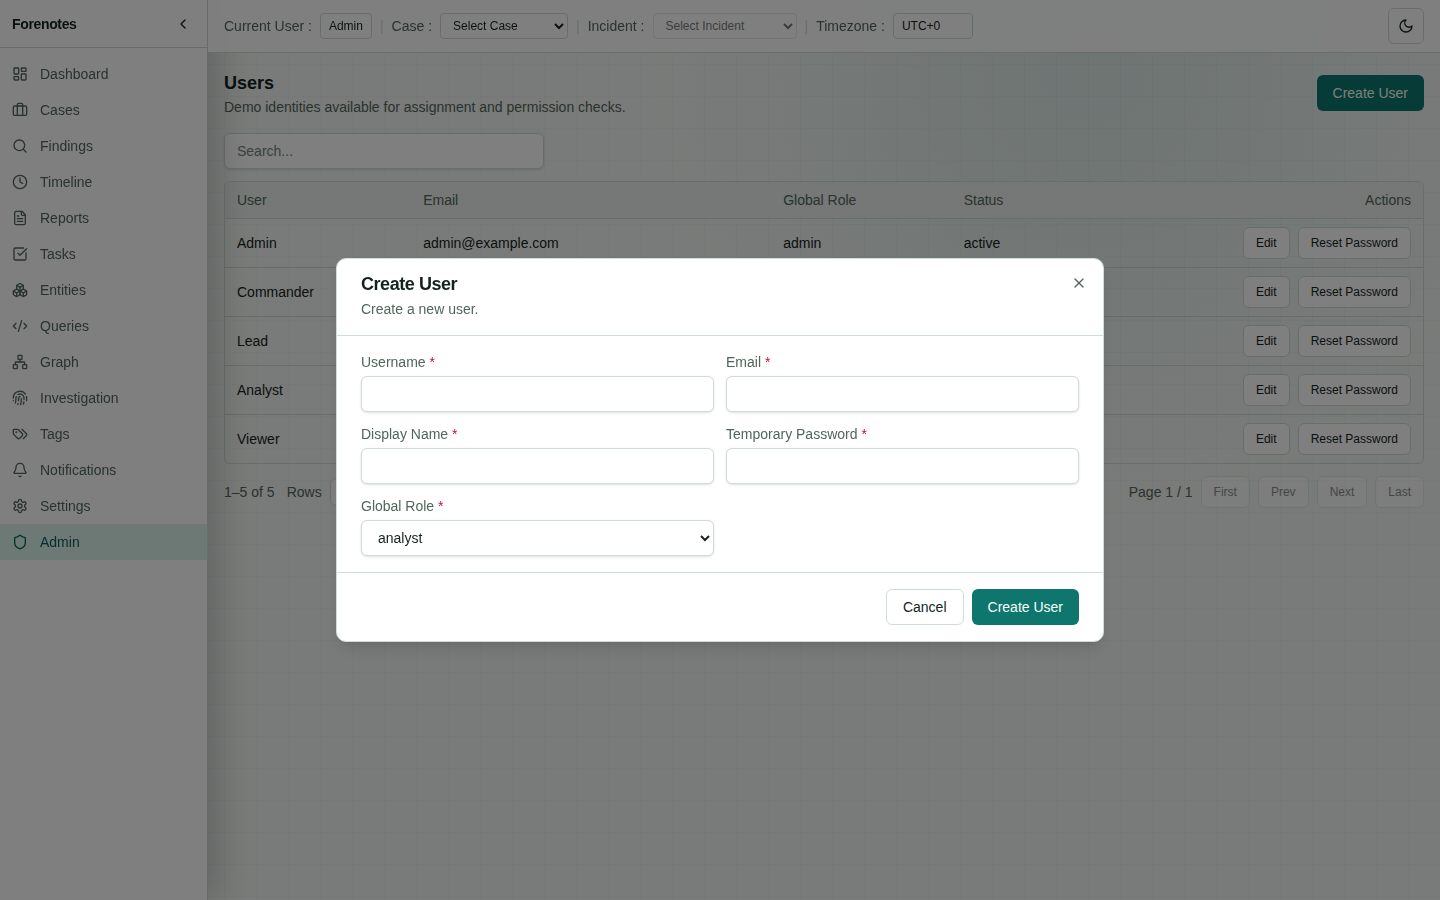 Forenotes
Current User : Admin | Case : Select Case | Incident : Select Incident | Timezone : UTC+0
Dashboard
Cases
Findings
Timeline
Reports
Tasks
Entities
Queries
Graph
Investigation
Tags
Notifications
Settings
Admin
Users
Demo identities available for assignment and permission checks.
Create User
Search...
User Email Global Role Status Actions
Admin admin@example.com admin active Edit Reset Password
Commander Edit Reset Password
Lead Edit Reset Password
Analyst Edit Reset Password
Viewer Edit Reset Password
1–5 of 5 Rows Page 1 / 1 First Prev Next Last
Create User
Create a new user.
Username * Email *
Display Name * Temporary Password *
Global Role *
analyst
Cancel Create User